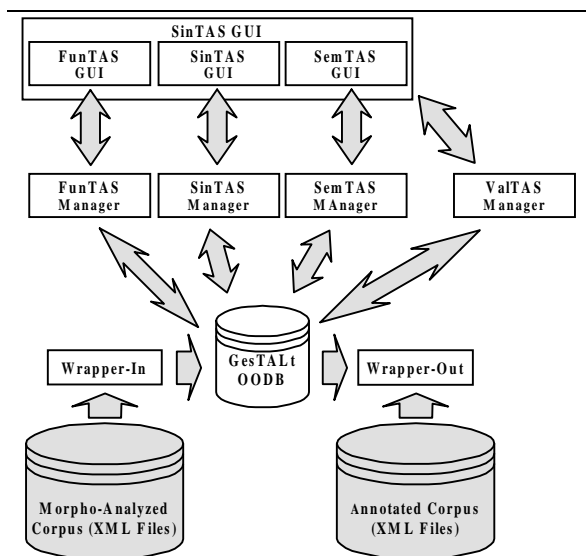 SinTAS GUI
FunTAS
GUI
SinTAS
GUI
SemTAS
GUI
FunTAS
Manager
SinTAS
Manager
SemTAS
MAnager
ValTAS
Manager
GesTALt
OODB
Wrapper-In
Wrapper-Out
Morpho-Analyzed
Corpus (XML Files)
Annotated Corpus
(XML Files)